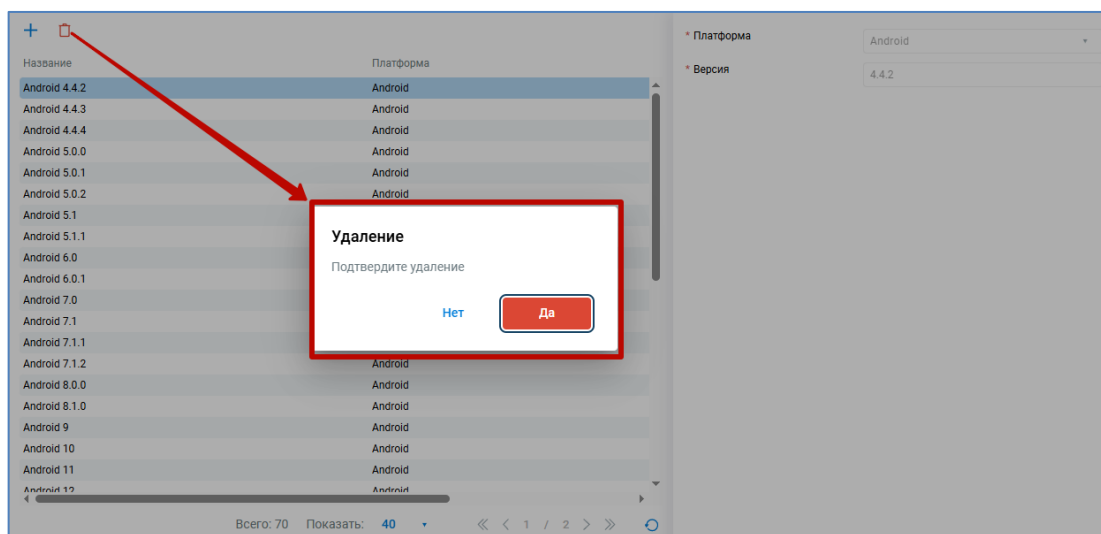 * Платформа Android
Название Платформа
* Версия 4.4.2
Android 4.4.2 Android
Android 4.4.3 Android
Android 4.4.4 Android
Android 5.0.0 Android
Android 5.0.1 Android
Android 5.0.2 Android
Android 5.1
Android 5.1.1
Android 6.0
Android 6.0.1
Android 7.0
Android 7.1
Android 7.1.1
Android 7.1.2 Android
Android 8.0.0 Android
Android 8.1.0 Android
Android 9 Android
Android 10 Android
Android 11 Android
Android 12 Android
Удаление
Подтвердите удаление
Нет Да
Всего: 70 Показать: 40 1 / 2